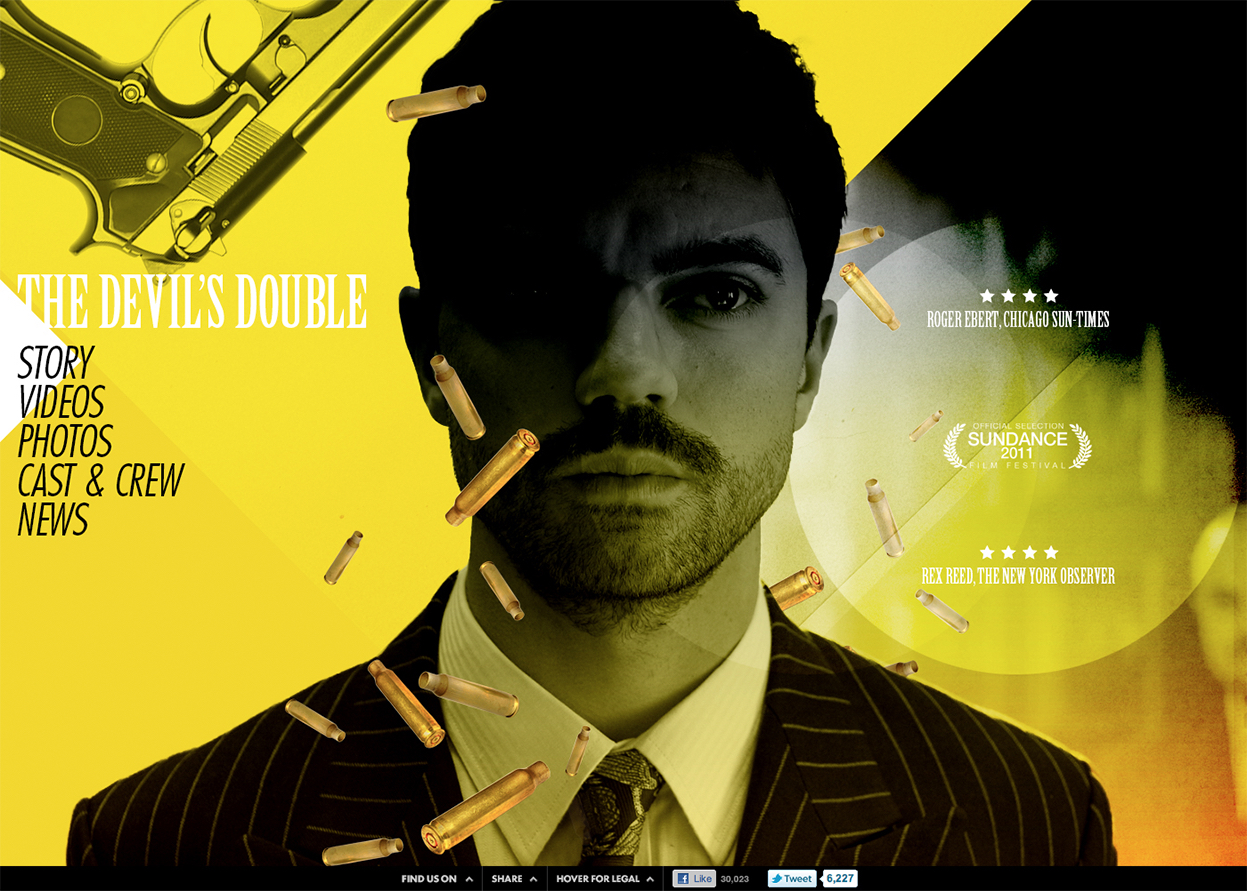 THE DEVIL'S DOUBLE
STORY
VIDEOS
PHOTOS
CAST & CREW
NEWS
ROGER EBERT, CHICAGO SUN-TIMES
OFFICIAL SELECTION
SUNDANCE
2011
FILM FESTIVAL
REX REED, THE NEW YORK OBSERVER
FIND US ON
SHARE
HOVER FOR LEGAL
Like
30,023
Tweet
6,227